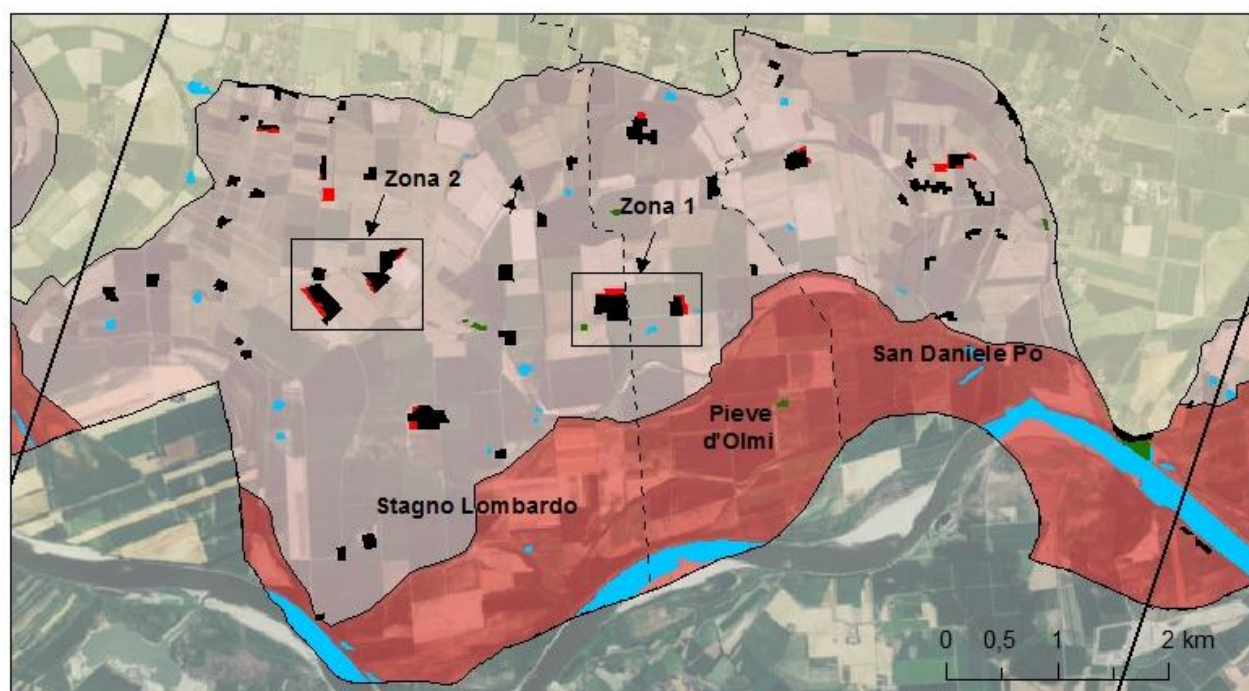 Zona 2
Zona 1
San Daniele Po
Pieve
d'Olmi
Stagno Lombardo
0 0,5 1 2 km